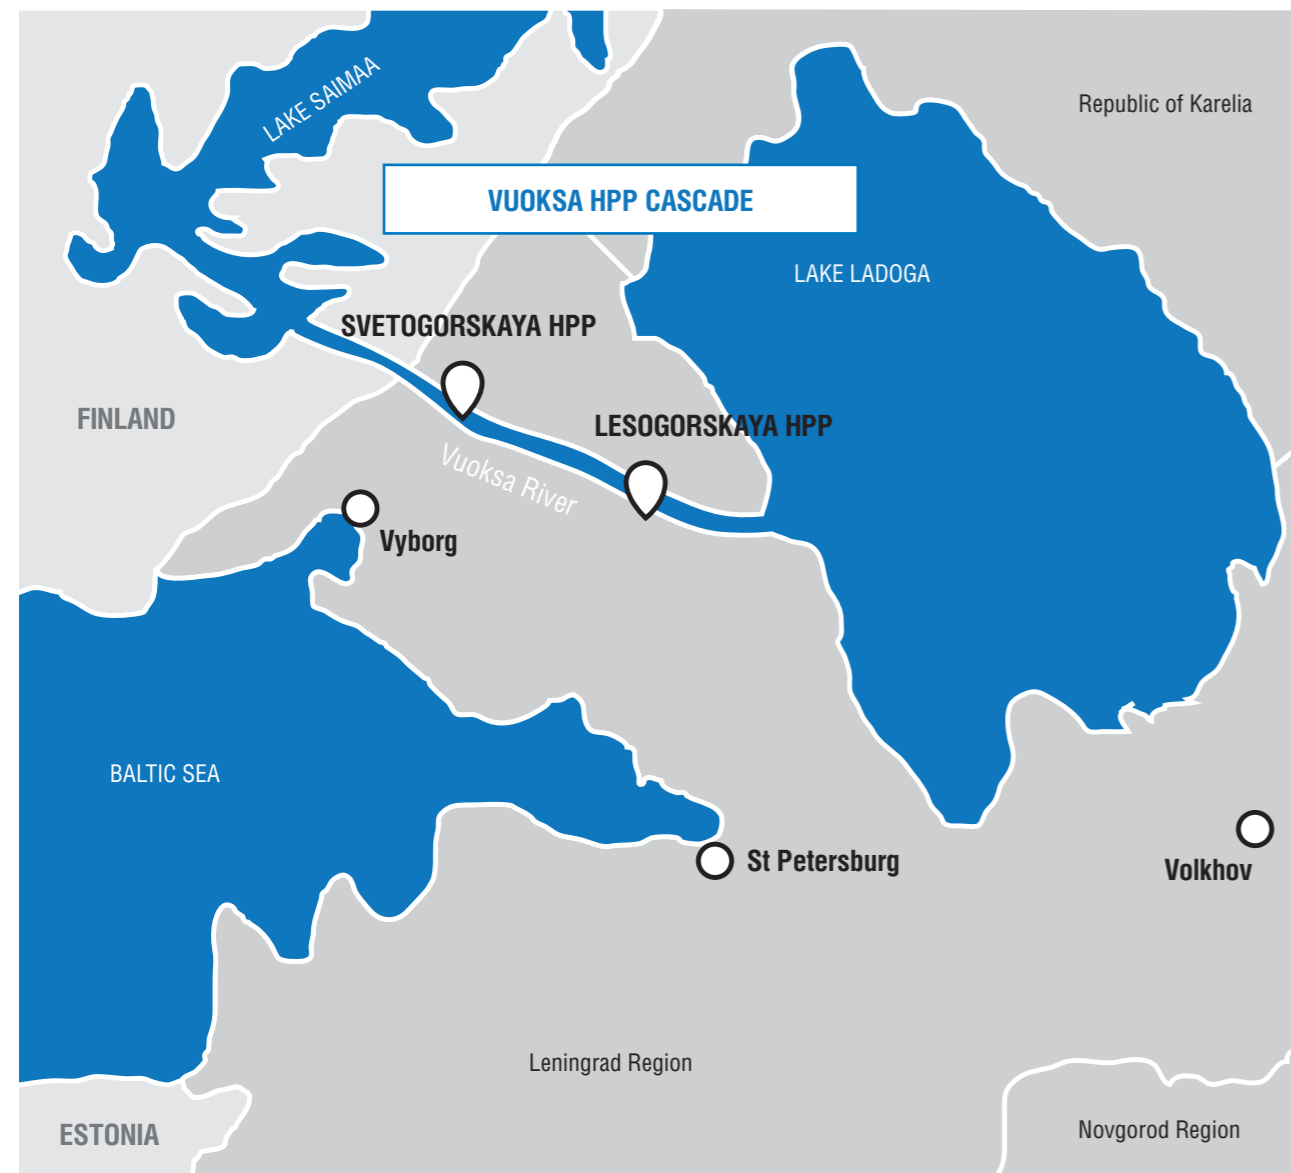 LAKE SAIMAA
Republic of Karelia
VUOKSA HPP CASCADE
LAKE LADOGA
SVETOGORSKAYA HPP
FINLAND
LESOGORSKAYA HPP
Vuoksa River
Vyborg
BALTIC SEA
St Petersburg
Volkhov
Leningrad Region
ESTONIA
Novgorod Region